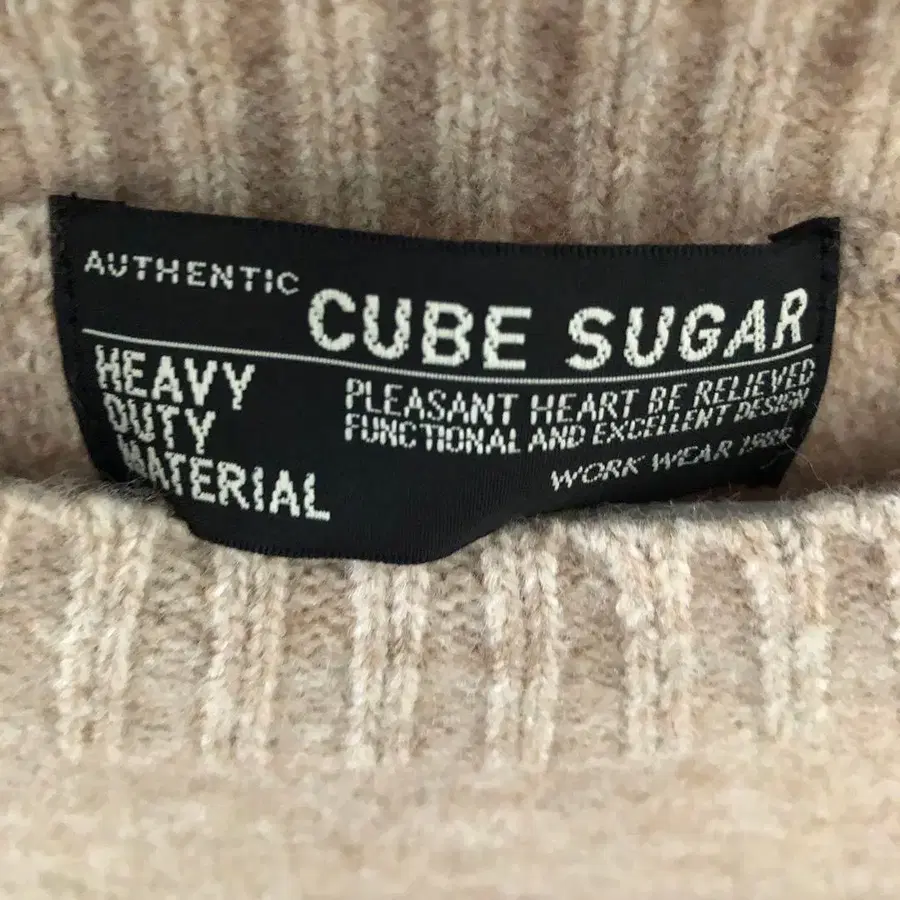 AUTHENTIC
CUBE SUGAR
HEAVY
DUTY
MATERIAL
PLEASANT HEART BE RELIEVED
FUNCTIONAL AND EXCELLENT DESIGN
WORK WEAR